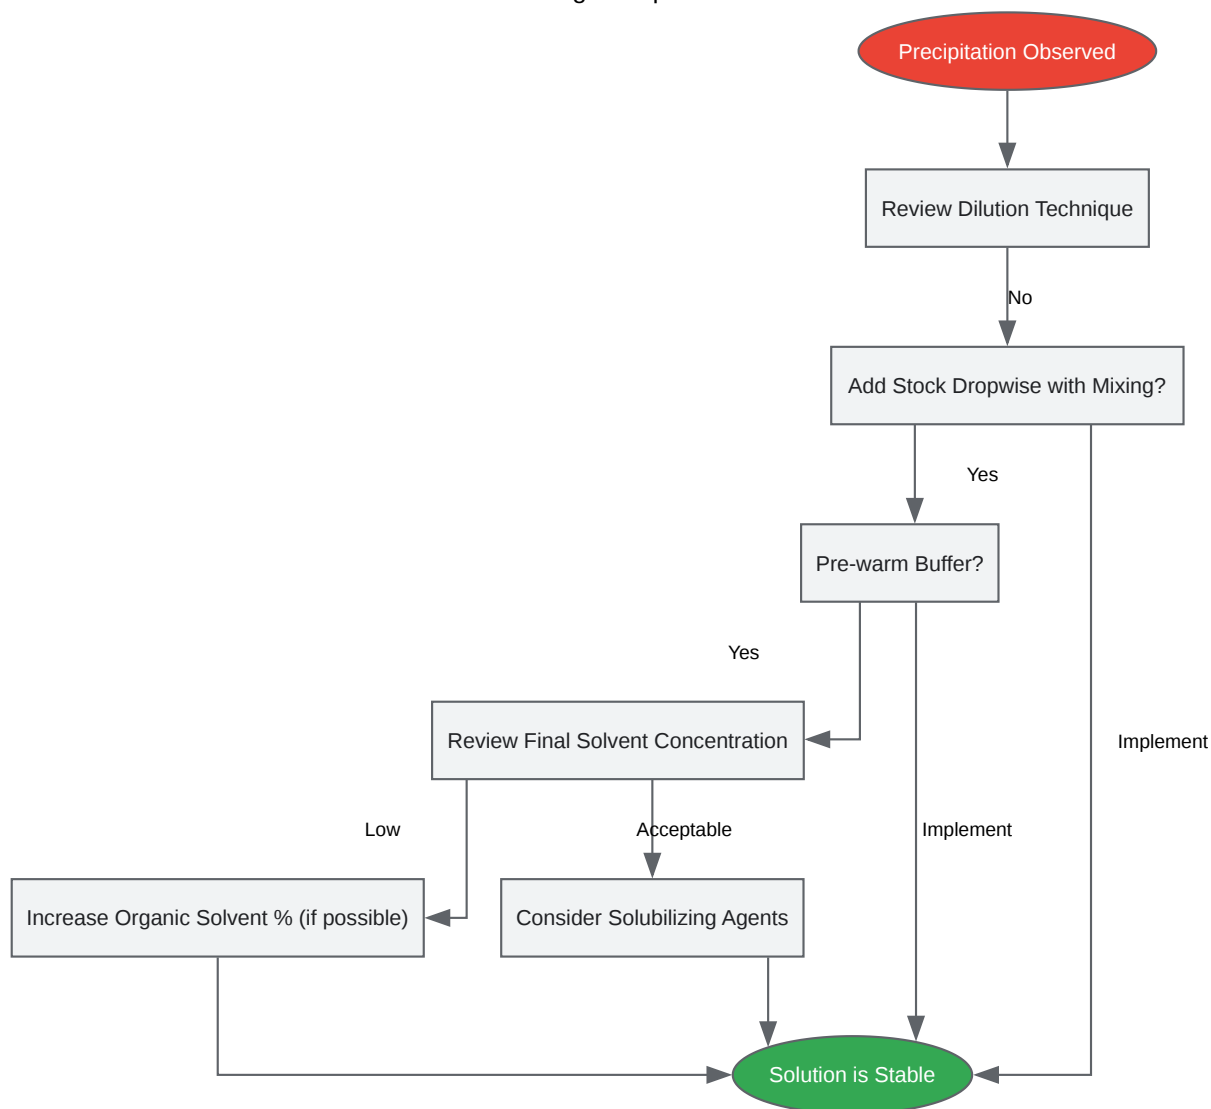 Precipitation Observed
Review Dilution Technique
No
Add Stock Dropwise with Mixing?
Yes
Pre-warm Buffer?
Yes
Review Final Solvent Concentration
Implement
Low
Acceptable
Implement
Increase Organic Solvent % (if possible)
Consider Solubilizing Agents
Solution is Stable